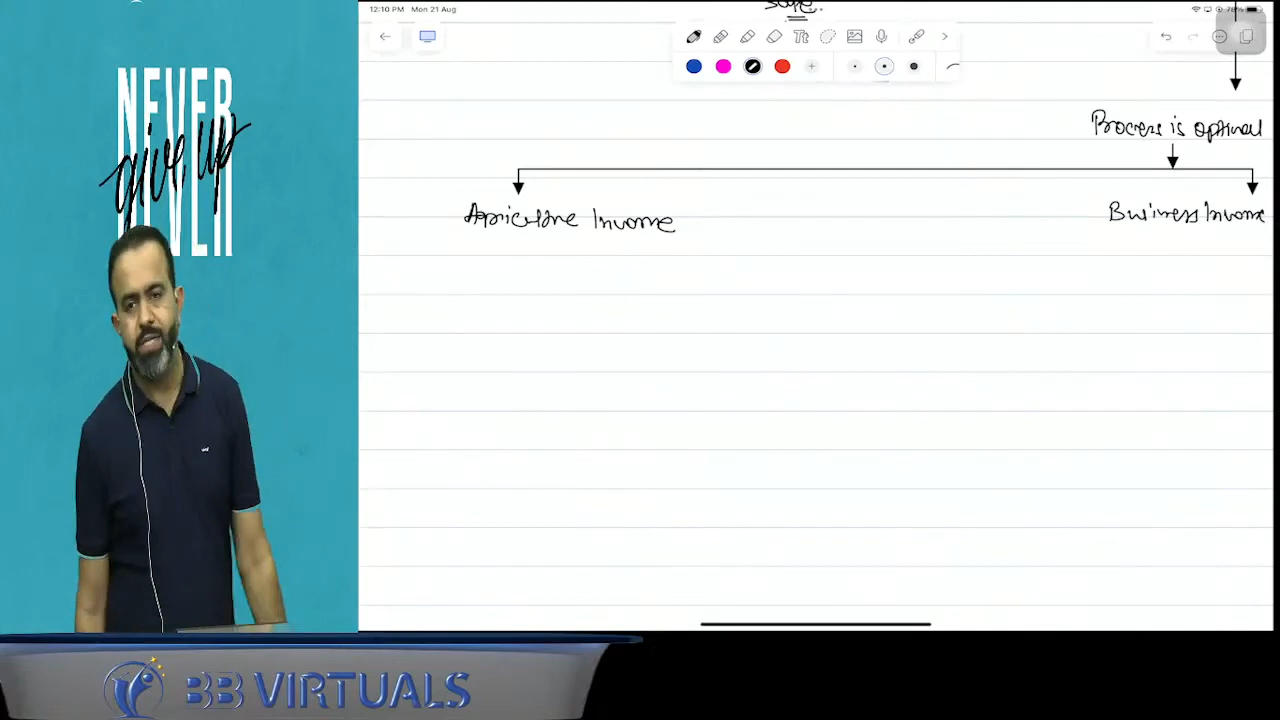 12:10 PM Mon 21 Aug
78%
NEVER
give up
NEVER
Process is optional
Agriculture Income
Business Income
BB VIRTUALS